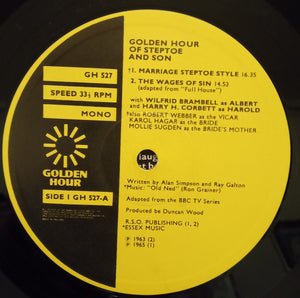 GOLDEN HOUR
OF STEPTOE
AND SON
GH 527
SPEED 33⅓ RPM
MONO
GOLDEN
HOUR
SIDE I GH 527-A
†1. MARRIAGE STEPTOE STYLE 16.35
2. THE WAGES OF SIN 14.53
(adapted from "Full House")
with WILFRID BRAMBELL as ALBERT
and HARRY H. CORBETT as HAROLD
†also ROBERT WEBBER as the VICAR
KAROL HAGAR as the BRIDE
MOLLIE SUGDEN as the BRIDE'S MOTHER
laug
t b
Written by Alan Simpson and Ray Galton
*Music: "Old Ned" (Ron Grainer)
Adapted from the BBC TV Series
Produced by Duncan Wood
R.S.O. PUBLISHING (1, 2)
*ESSEX MUSIC
℗ 1963 (2)
℗ 1965 (1)